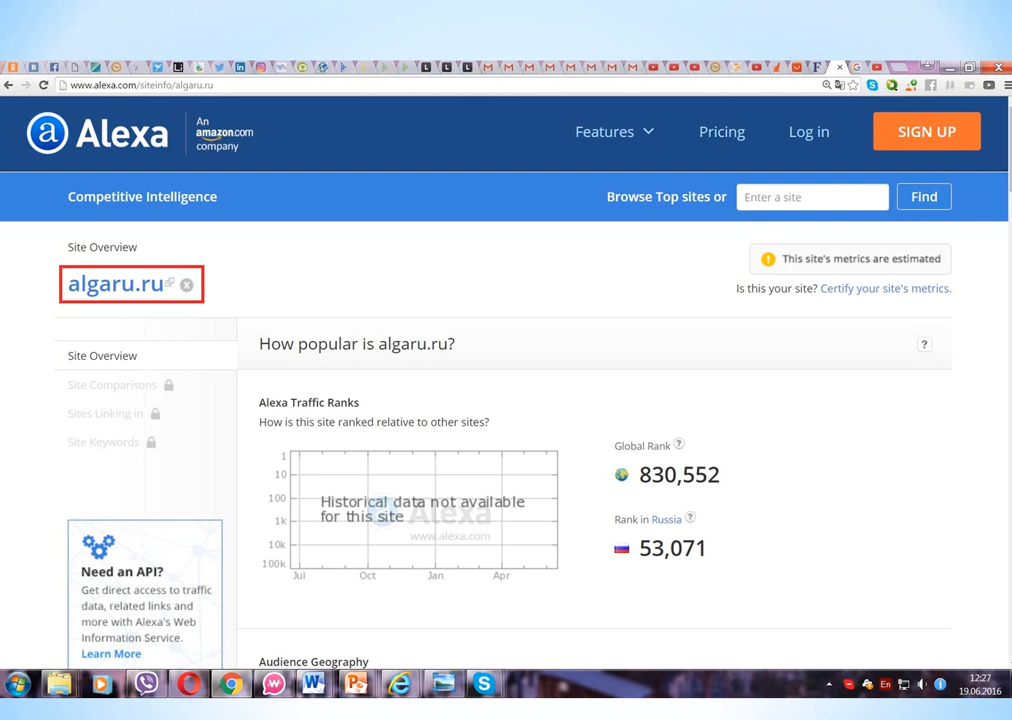 www.alexa.com/siteinfo/algaru.ru
a Alexa
An
amazon.com
company
Features
Pricing
Log in
SIGN UP
Competitive Intelligence
Browse Top sites or
Enter a site
Find
Site Overview
algaru.ru
This site's metrics are estimated
Is this your site? Certify your site's metrics.
Site Overview
Site Comparisons
Sites Linking in
Site Keywords
How popular is algaru.ru?
?
Alexa Traffic Ranks
How is this site ranked relative to other sites?
1
10
100
1k
10k
100k
Historical data not available
for this site
Alexa
www.alexa.com
Jul Oct Jan Apr
Global Rank ?
830,552
Rank in Russia ?
53,071
Need an API?
Get direct access to traffic
data, related links and
more with Alexa's Web
Information Service.
Learn More
Audience Geography
En
12:27
19.06.2016